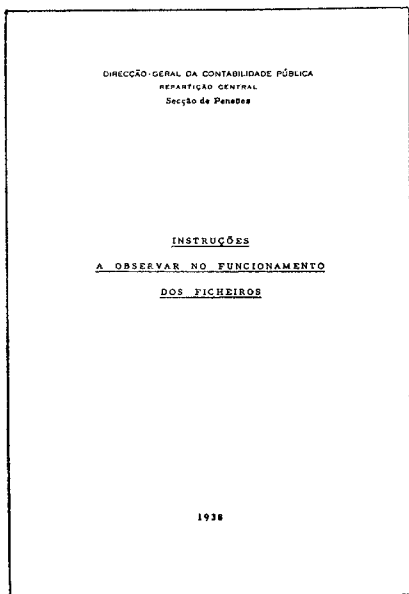 DIRECÇÃO-GERAL DA CONTABILIDADE PÚBLICA
REPARTIÇÃO CENTRAL
Secção de Pensões
INSTRUÇÕES
A OBSERVAR NO FUNCIONAMENTO
DOS FICHEIROS
1938